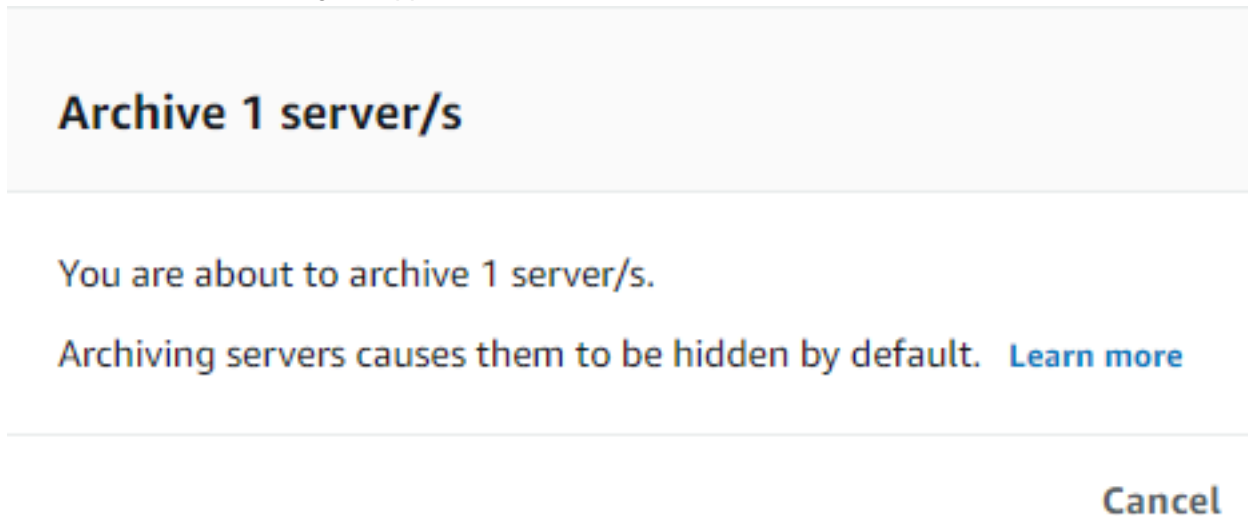 Archive 1 server/s
You are about to archive 1 server/s.
Archiving servers causes them to be hidden by default. Learn more
Cancel